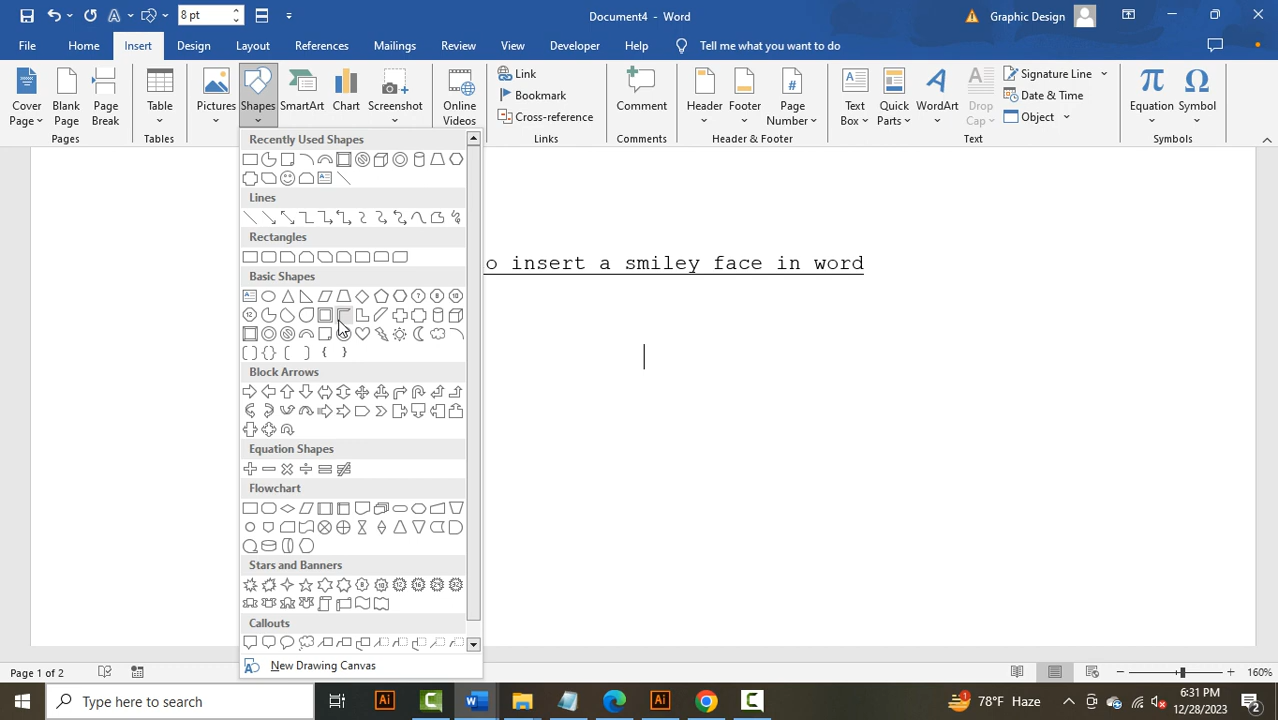 8 pt
Document4 - Word
Graphic Design
File Home Insert Design Layout References Mailings Review View Developer Help Tell me what you want to do
Cover Page
Blank Page
Page Break
Pages
Table
Tables
Pictures
Shapes
SmartArt
Chart
Screenshot
Online Videos
Link
Bookmark
Cross-reference
Links
Comment
Comments
Header
Footer
Page Number
Header & Footer
Text Box
Quick Parts
WordArt
Drop Cap
Signature Line
Date & Time
Object
Text
Equation
Symbol
Symbols
Recently Used Shapes
Lines
Rectangles
Basic Shapes
Block Arrows
Equation Shapes
Flowchart
Stars and Banners
Callouts
New Drawing Canvas
o insert a smiley face in word
Page 1 of 2
160%
Type here to search
78°F Haze
6:31 PM
12/28/2023
2